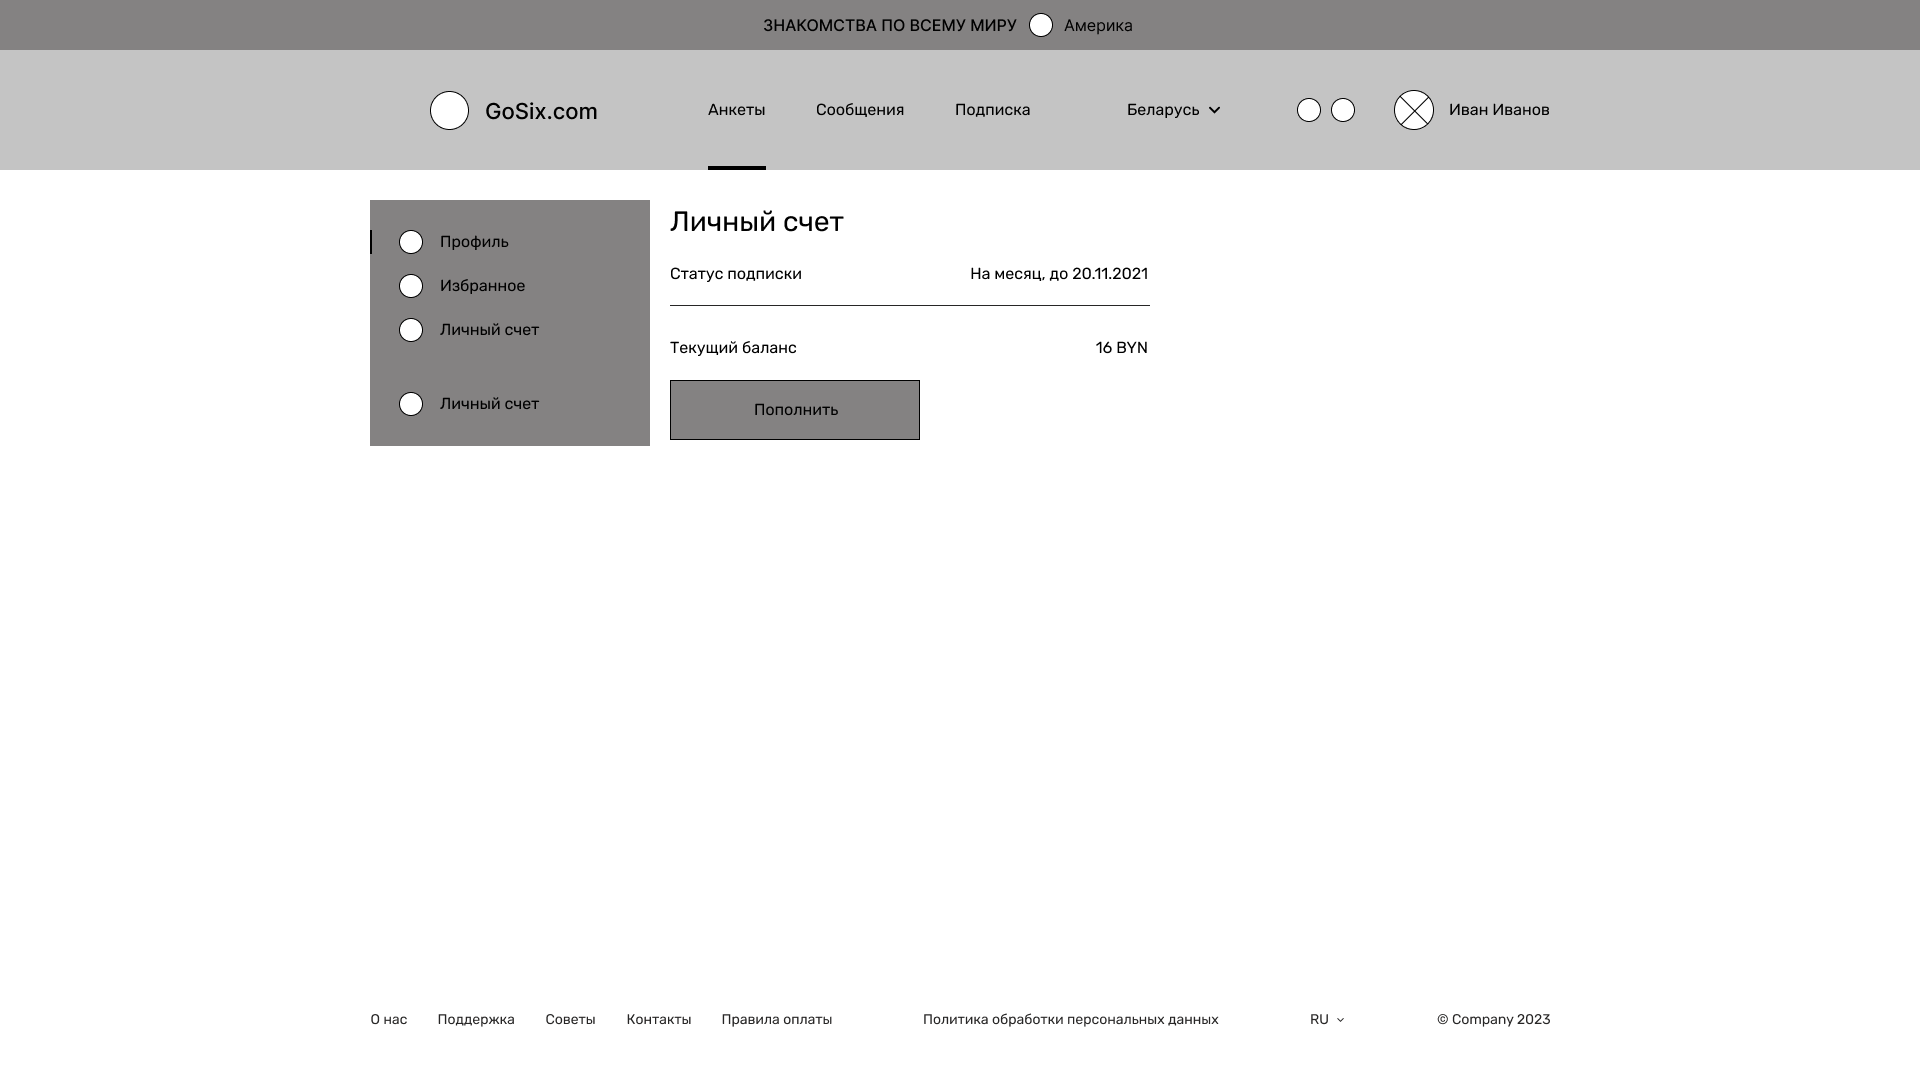 ЗНАКОМСТВА ПО ВСЕМУ МИРУ Америка
GoSix.com Анкеты Сообщения Подписка Беларусь Иван Иванов
Профиль
Избранное
Личный счет
Личный счет
Личный счет
Статус подписки На месяц, до 20.11.2021
Текущий баланс 16 BYN
Пополнить
О нас Поддержка Советы Контакты Правила оплаты Политика обработки персональных данных RU © Company 2023